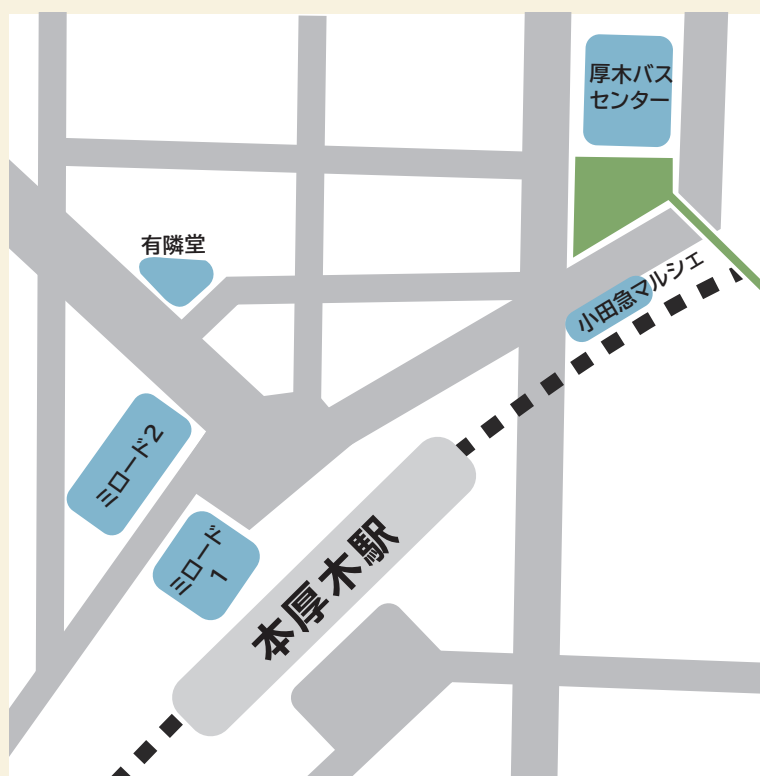 厚木バス
センター
有隣堂
小田急マルシェ
ミロード2
ミロード
1
本厚木駅